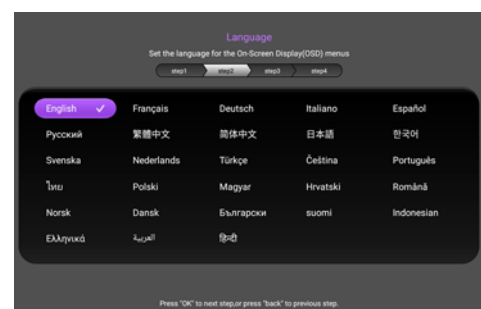 Language
Set the language for the On-Screen Display(OSD) menus
step1 step2 step3 step4
English Français Deutsch Italiano Español
Русский 繁體中文 简体中文 日本語 한국어
Svenska Nederlands Türkçe Čeština Português
ไทย Polski Magyar Hrvatski Română
Norsk Dansk Български suomi Indonesian
Ελληνικά العربية हिन्दी
Press "OK" to next step,or press "back" to previous step.